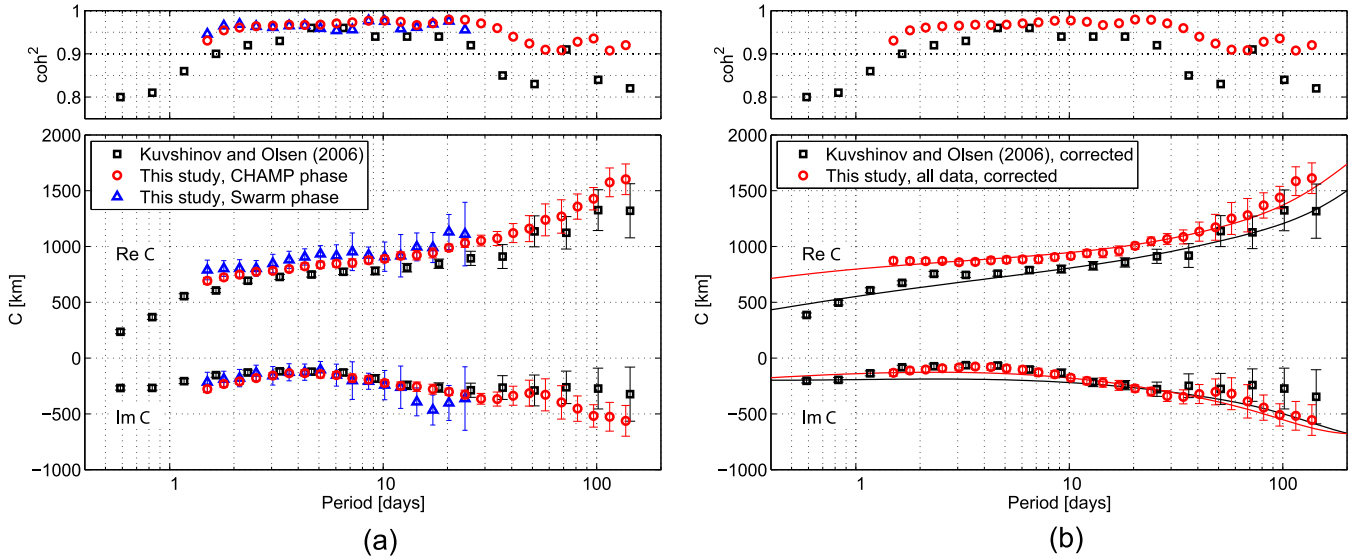 1
0.9
0.8
coh²
2000
1500
1000
500
0
−500
−1000
C [km]
Kuvshinov and Olsen (2006)
This study, CHAMP phase
This study, Swarm phase
Re C
Im C
1
10
100
Period [days]
(a)
1
0.9
0.8
coh²
2000
1500
1000
500
0
−500
−1000
C [km]
Kuvshinov and Olsen (2006), corrected
This study, all data, corrected
Re C
Im C
1
10
100
Period [days]
(b)